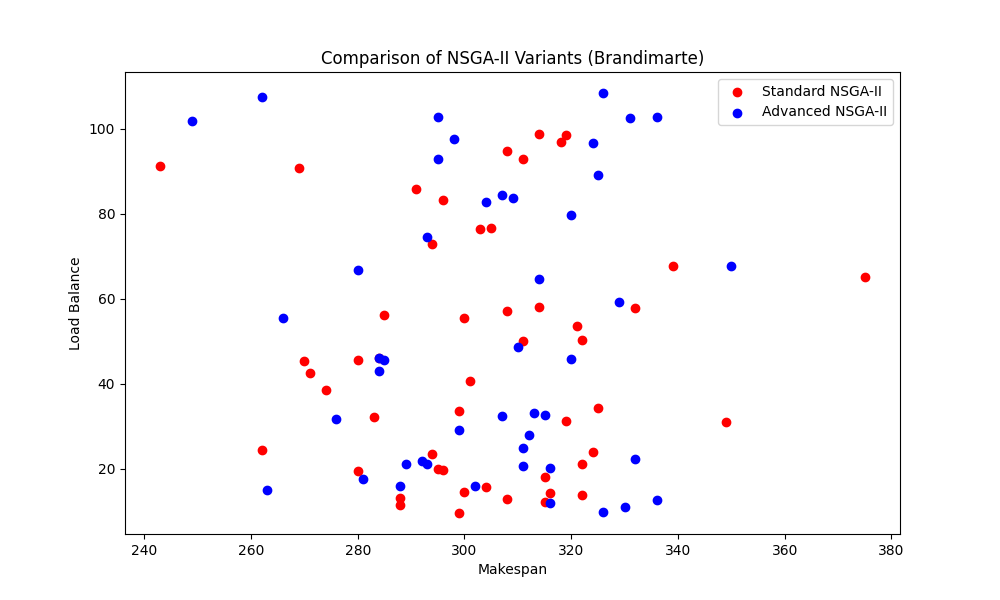 Comparison of NSGA-II Variants (Brandimarte)
Standard NSGA-II
Advanced NSGA-II
Load Balance
100
80
60
40
20
240 260 280 300 320 340 360 380
Makespan